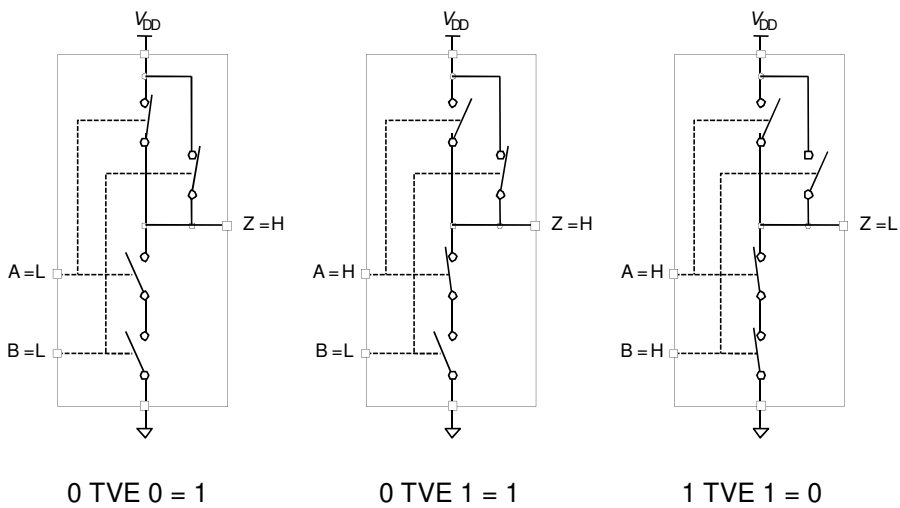 VDD VDD VDD
Z =H Z =H Z =L
A =L A =H A =H
B =L B =L B =H
0 TVE 0 = 1 0 TVE 1 = 1 1 TVE 1 = 0